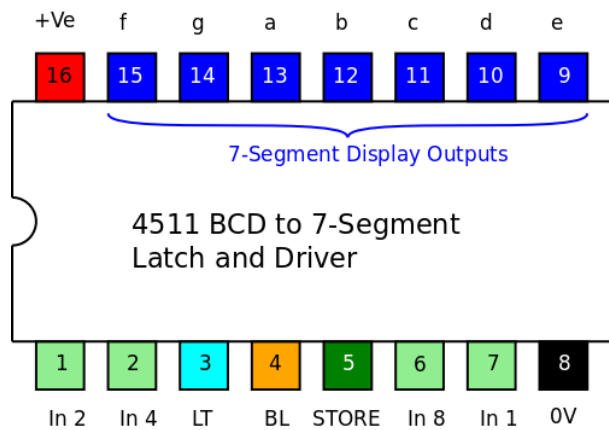 +Ve f g a b c d e
16 15 14 13 12 11 10 9
7-Segment Display Outputs
4511 BCD to 7-Segment
Latch and Driver
1 2 3 4 5 6 7 8
In 2 In 4 LT BL STORE In 8 In 1 0V